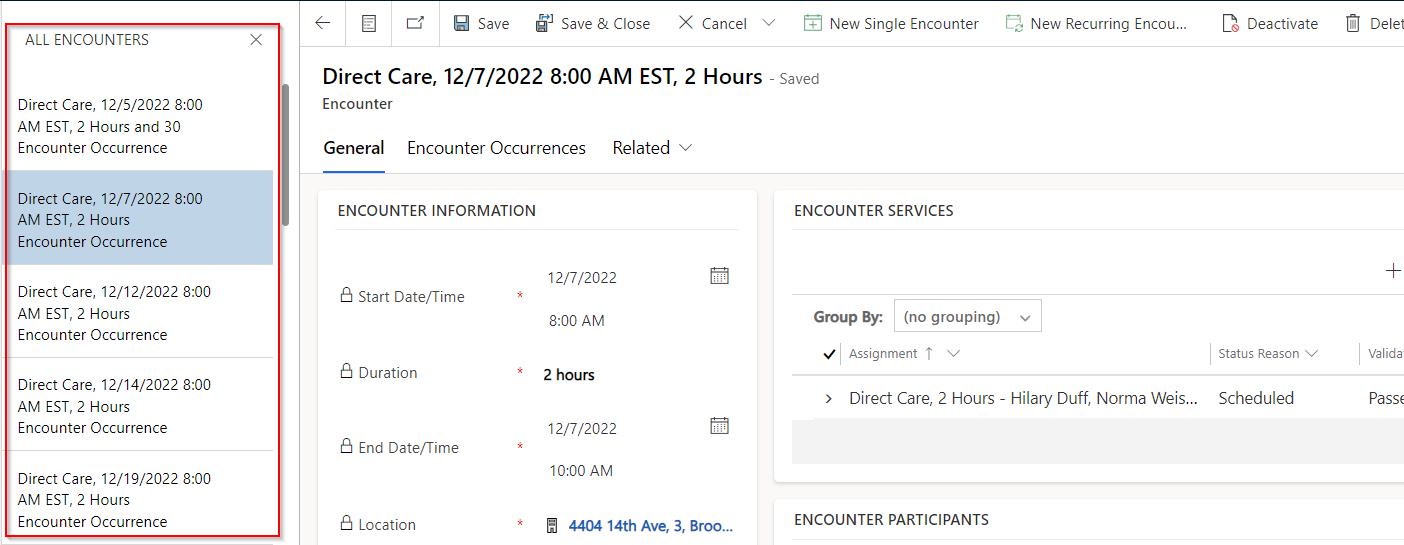 ALL ENCOUNTERS
Direct Care, 12/5/2022 8:00
AM EST, 2 Hours and 30
Encounter Occurrence
Direct Care, 12/7/2022 8:00
AM EST, 2 Hours
Encounter Occurrence
Direct Care, 12/12/2022 8:00
AM EST, 2 Hours
Encounter Occurrence
Direct Care, 12/14/2022 8:00
AM EST, 2 Hours
Encounter Occurrence
Direct Care, 12/19/2022 8:00
AM EST, 2 Hours
Encounter Occurrence
Save Save & Close Cancel New Single Encounter New Recurring Encou... Deactivate Delet
Direct Care, 12/7/2022 8:00 AM EST, 2 Hours - Saved
Encounter
General Encounter Occurrences Related
ENCOUNTER INFORMATION
Start Date/Time * 12/7/2022
8:00 AM
Duration * 2 hours
End Date/Time * 12/7/2022
10:00 AM
Location * 4404 14th Ave, 3, Broo...
ENCOUNTER SERVICES
+
Group By: (no grouping)
Assignment ↑ Status Reason Valida
Direct Care, 2 Hours - Hilary Duff, Norma Weis... Scheduled Passe
ENCOUNTER PARTICIPANTS